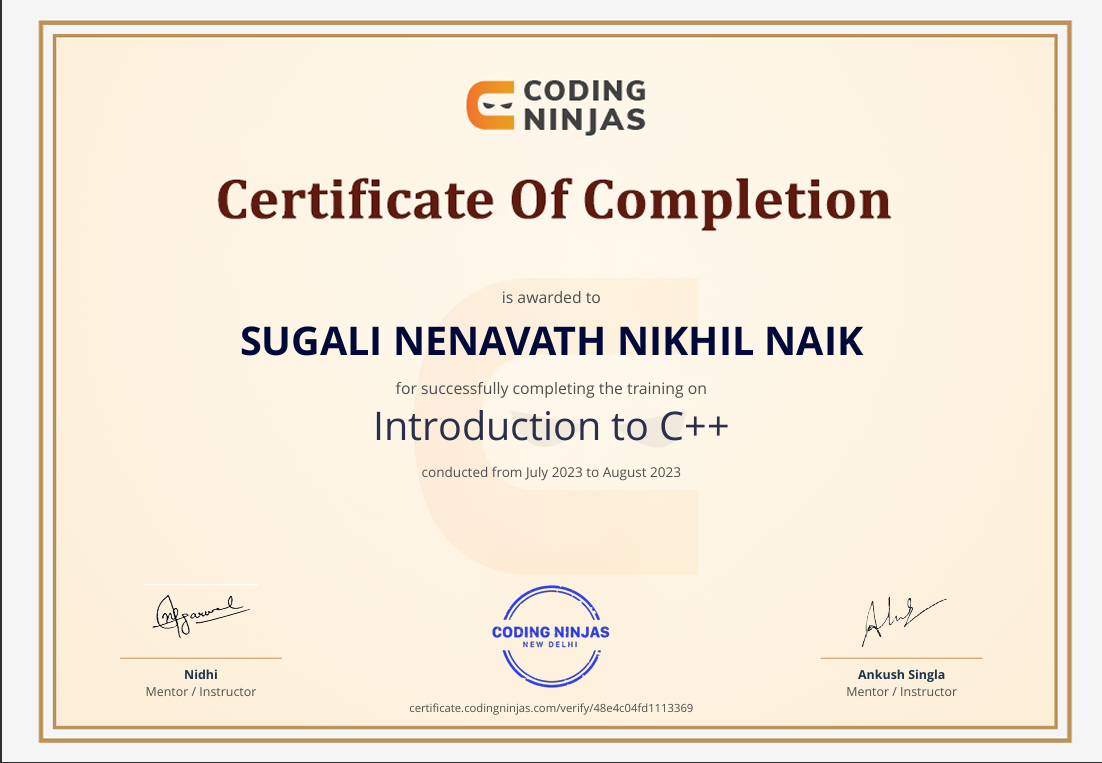 CODING
NINJAS
Certificate Of Completion
is awarded to
SUGALI NENAVATH NIKHIL NAIK
for successfully completing the training on
Introduction to C++
conducted from July 2023 to August 2023
CODING NINJAS
NEW DELHI
Nidhi
Mentor / Instructor
Ankush Singla
Mentor / Instructor
certificate.codingninjas.com/verify/48e4c04fd1113369